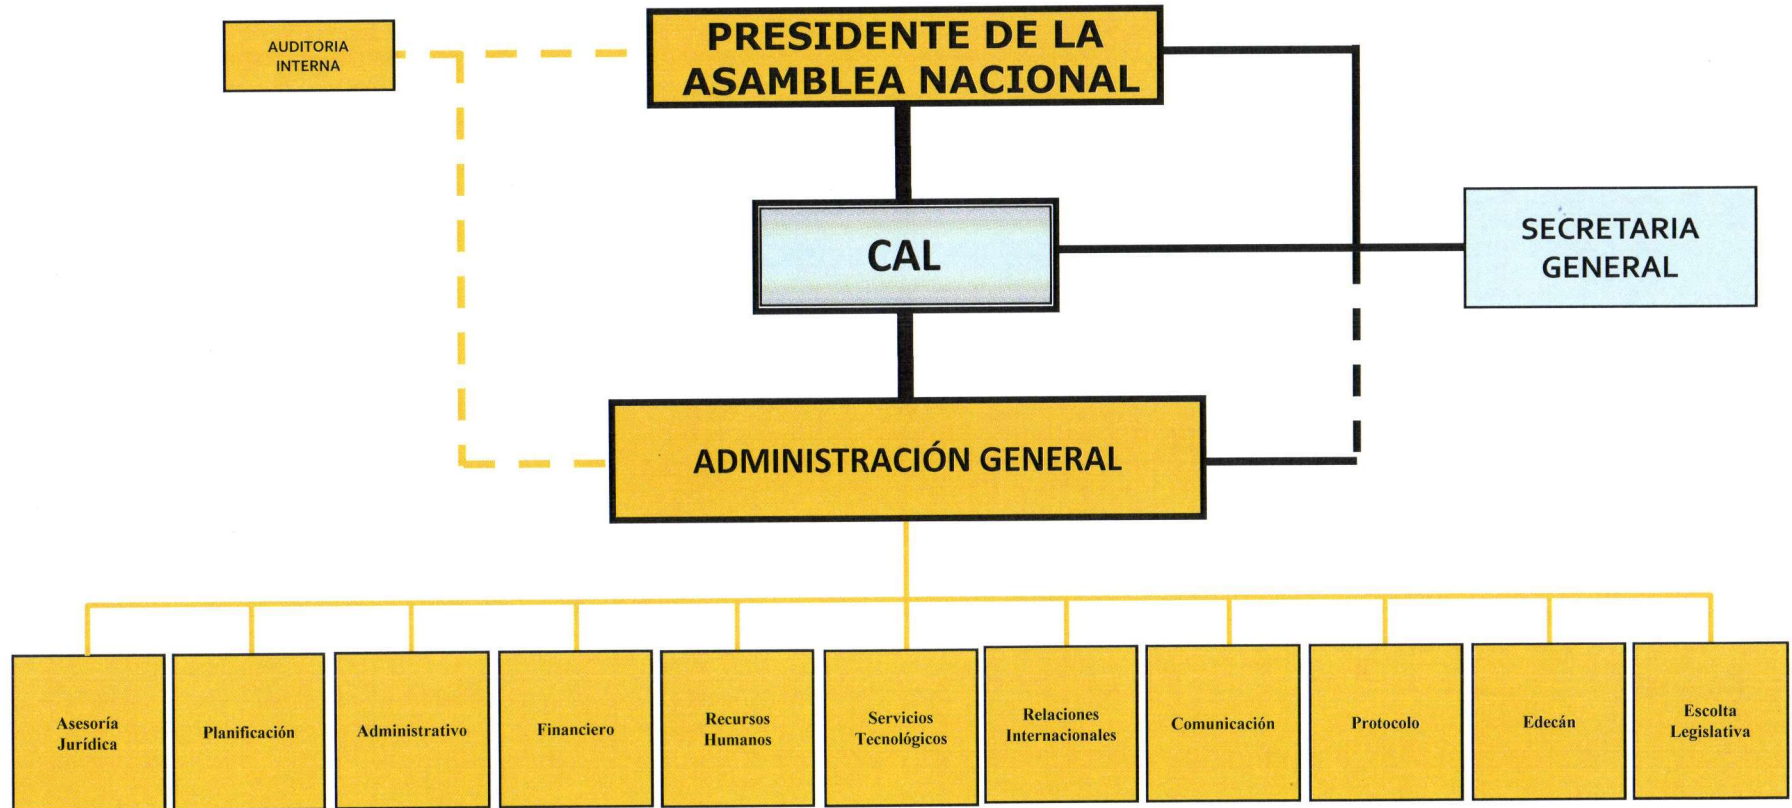 AUDITORIA
INTERNA
PRESIDENTE DE LA
ASAMBLEA NACIONAL
CAL
SECRETARIA
GENERAL
ADMINISTRACIÓN GENERAL
Asesoría
Jurídica
Planificación
Administrativo
Financiero
Recursos
Humanos
Servicios
Tecnológicos
Relaciones
Internacionales
Comunicación
Protocolo
Edecán
Escolta
Legislativa